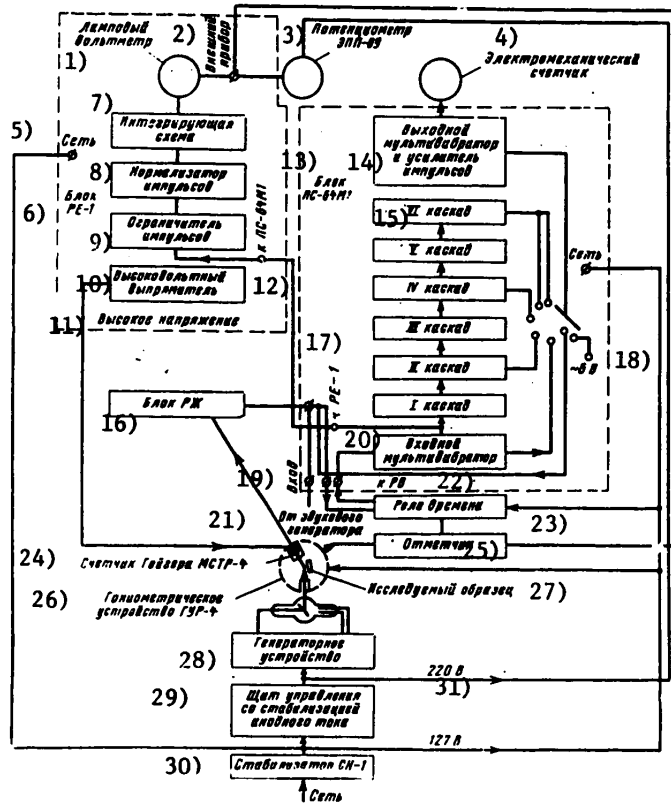 Ламповый
вольтметр
1)
2)
Внешний
прибор
3)
Потенциометр
ЭПП-09
4)
Электромеханический
счетчик
5)
Сеть
6)
Блок
РЕ-1
7)
Интегрирующая
схема
8)
Нормализатор
импульсов
9)
Ограничитель
импульсов
10)
Высоковольтный
выпрямитель
11)
Высокое напряжение
12)
к ПС-64М1
13)
Блок
ПС-64М1
14)
Выходной
мультивибратор
и усилитель
импульсов
15)
VI каскад
V каскад
IV каскад
III каскад
II каскад
I каскад
Сеть
~6 В
16)
Блок РЖ
17)
к РЕ-1
18)
19)
20)
Входной
мультивибратор
Вход
к РВ
21)
От звукового
генератора
22)
Реле времени
23)
24)
Счетчик Гейгера МСТР-4
Отметчик
25)
26)
Гониометрическое
устройство ГУР-4
Исследуемый образец
27)
28)
Генераторное
устройство
29)
Щит управления
со стабилизацией
анодного тока
220 В
31)
127 В
30)
Стабилизатор СН-1
Сеть